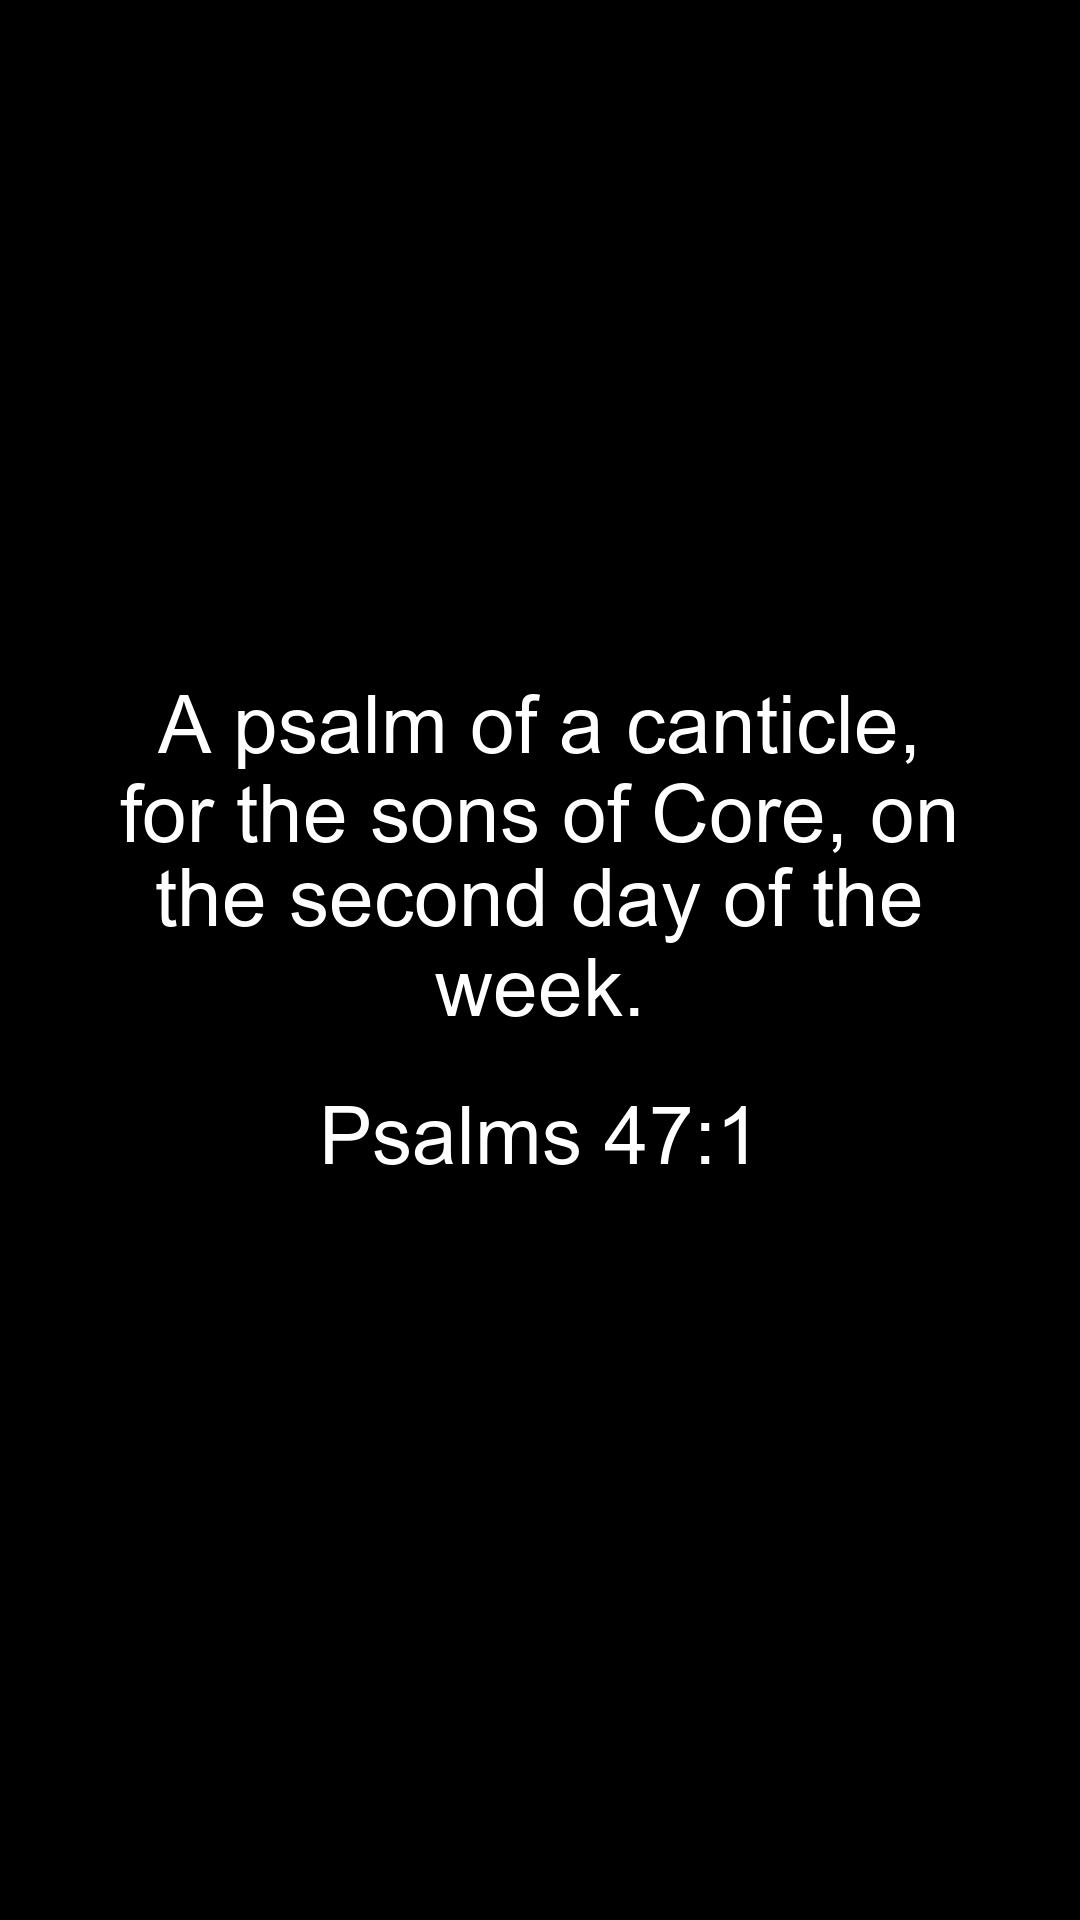 A psalm of a canticle,
for the sons of Core, on
the second day of the
week.
Psalms 47:1